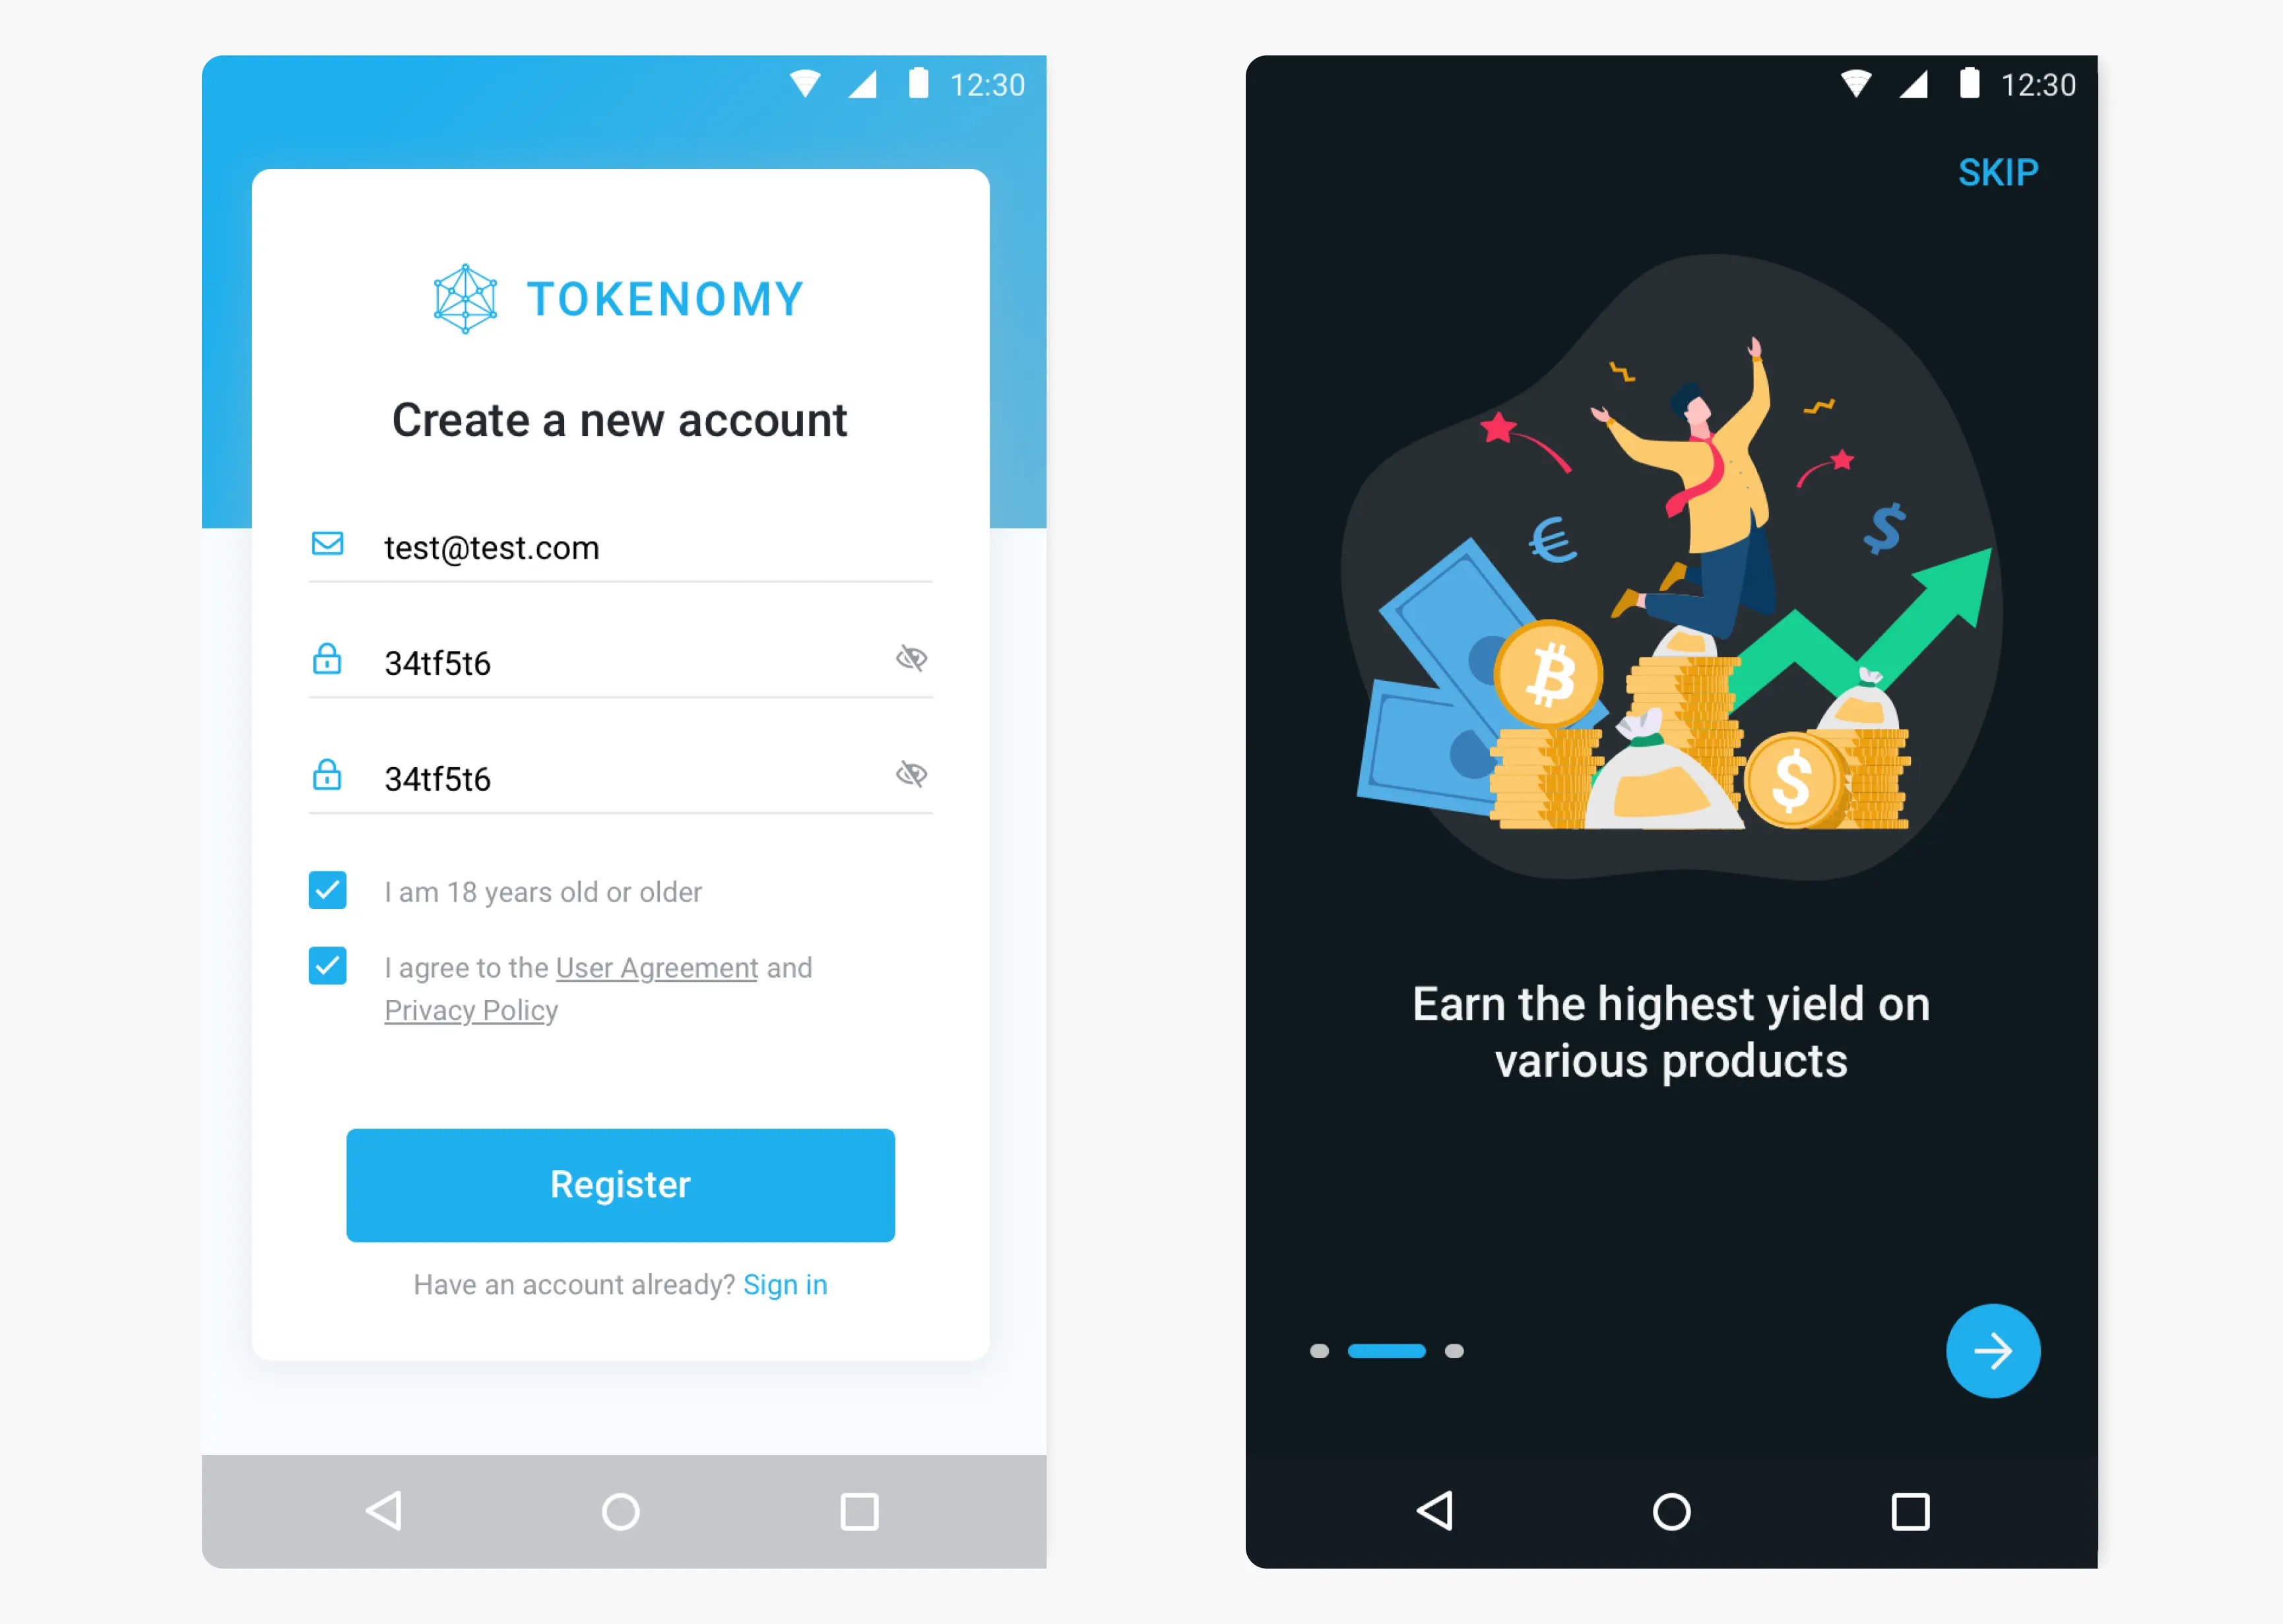 12:30
TOKENOMY
Create a new account
test@test.com
34tf5t6
34tf5t6
I am 18 years old or older
I agree to the User Agreement and
Privacy Policy
Register
Have an account already? Sign in
12:30
SKIP
€
$
₿
$
Earn the highest yield on
various products